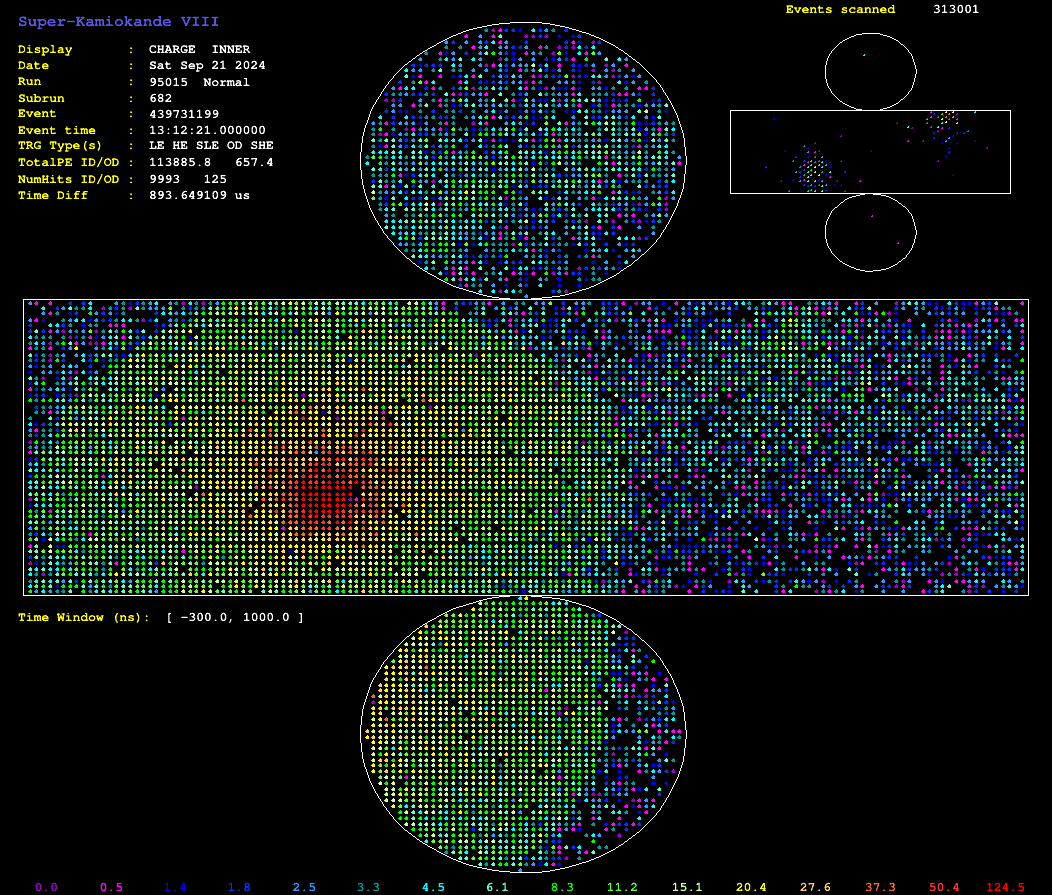 Super-Kamiokande VIII
Display : CHARGE INNER
Date : Sat Sep 21 2024
Run : 95015 Normal
Subrun : 682
Event : 439731199
Event time : 13:12:21.000000
TRG Type(s) : LE HE SLE OD SHE
TotalPE ID/OD : 113885.8 657.4
NumHits ID/OD : 9993 125
Time Diff : 893.649109 us
Events scanned 313001
Time Window (ns): [ -300.0, 1000.0 ]
0.0 0.5 1.4 1.8 2.5 3.3 4.5 6.1 8.3 11.2 15.1 20.4 27.6 37.3 50.4 124.5